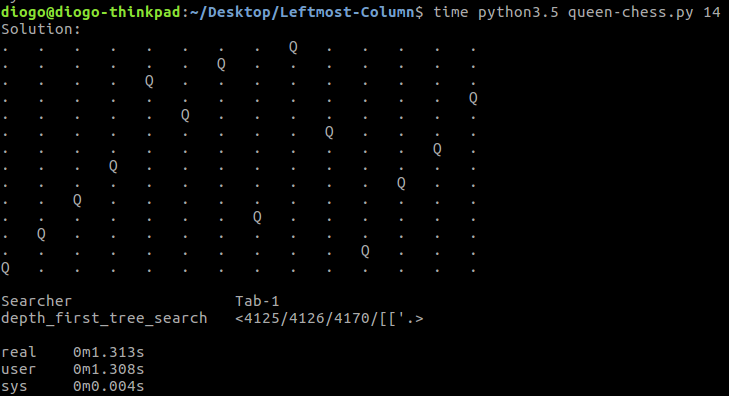 diogo@diogo-thinkpad:~/Desktop/Leftmost-Column$ time python3.5 queen-chess.py 14
Solution:
. . . . . . . . Q . . . . .
. . . . . . Q . . . . . . .
. . . . Q . . . . . . . . .
. . . . . . . . . . . . . Q
. . . . . Q . . . . . . . .
. . . . . . . . . Q . . . .
. . . . . . . . . . . . Q .
. . . Q . . . . . . . . . .
. . . . . . . . . . . Q . .
. . Q . . . . . . . . . . .
. . . . . . . Q . . . . . .
. Q . . . . . . . . . . . .
. . . . . . . . . . Q . . .
Q . . . . . . . . . . . . .
Searcher Tab-1
depth_first_tree_search <4125/4126/4170/[['.>
real 0m1.313s
user 0m1.308s
sys 0m0.004s